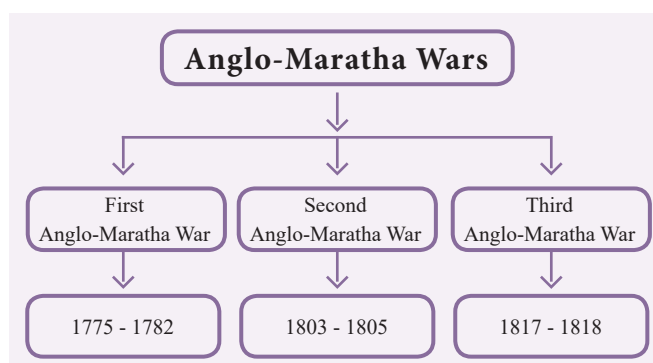 Anglo-Maratha Wars
First
Anglo-Maratha War
Second
Anglo-Maratha War
Third
Anglo-Maratha War
1775 - 1782
1803 - 1805
1817 - 1818